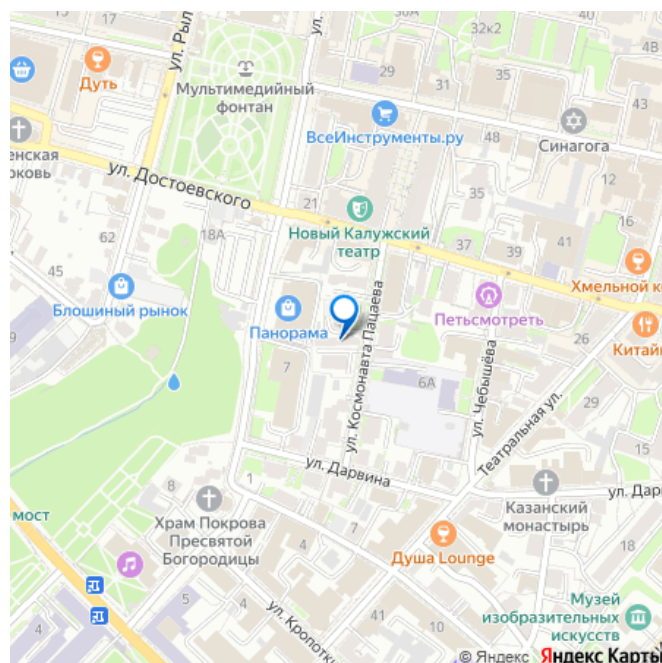 30А
32к2
ул. Рыл
Дуть
29
31
35
43
Мультимедийный
фонтан
ВсеИнструменты.ру
48
Синагога
енская
рковь
ул. Достоевского
35
12
16
21
Новый Калужский
театр
62
18А
37
39
41
45
Хмельной к
Блошиный рынок
Панорама
Петьсмотреть
26
Китай
7
ул. Космонавта Пацаева
6А
ул. Чебышёва
29
Театральная ул.
15
ул. Дарвина
8
1
ул. Дар
мост
Храм Покрова
Пресвятой
Богородицы
7
Казанский
монастырь
18
Душа Lounge
4
4
5
ул. Кропотк
41
10
4
Музей
изобразительных
искусств
© Яндекс Яндекс Карты